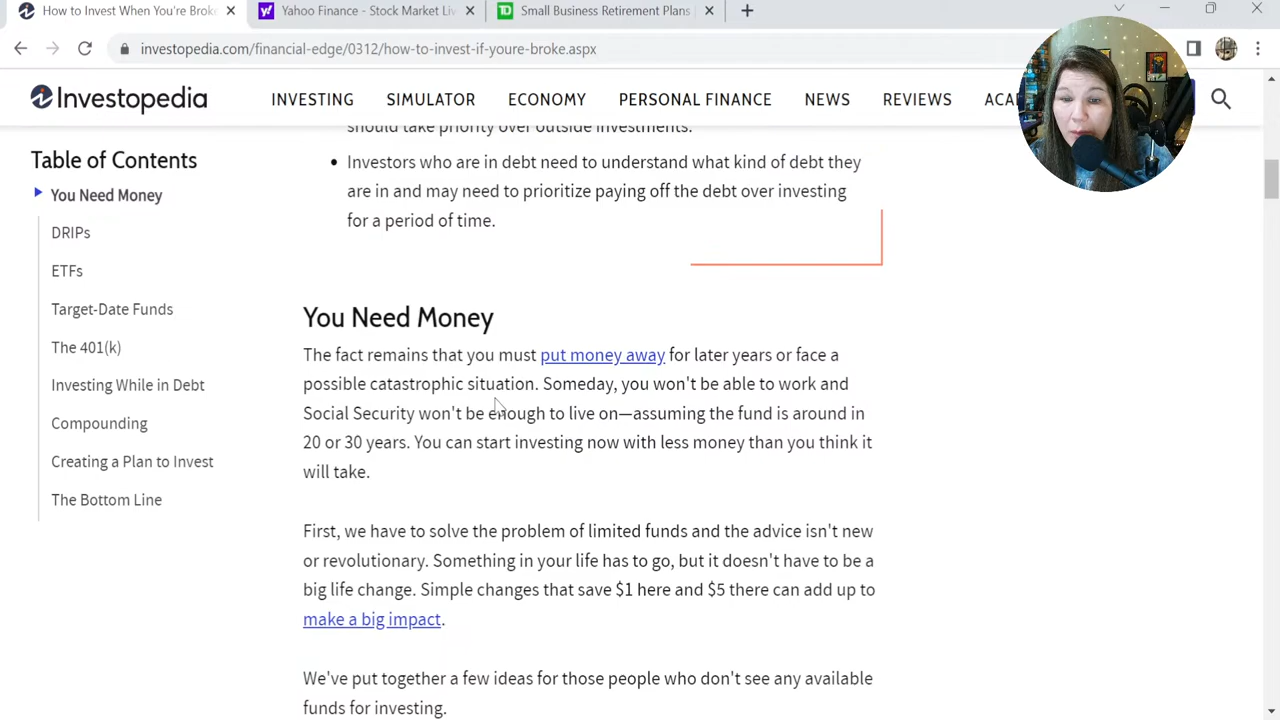 How to Invest When You're Broke
Yahoo Finance - Stock Market Liv
Small Business Retirement Plans |
investopedia.com/financial-edge/0312/how-to-invest-if-youre-broke.aspx
Investopedia
INVESTING SIMULATOR ECONOMY PERSONAL FINANCE NEWS REVIEWS
Table of Contents
You Need Money
DRIPs
ETFs
Target-Date Funds
The 401(k)
Investing While in Debt
Compounding
Creating a Plan to Invest
The Bottom Line
should take priority over outside investments.
• Investors who are in debt need to understand what kind of debt they
are in and may need to prioritize paying off the debt over investing
for a period of time.
You Need Money
The fact remains that you must put money away for later years or face a
possible catastrophic situation. Someday, you won't be able to work and
Social Security won't be enough to live on—assuming the fund is around in
20 or 30 years. You can start investing now with less money than you think it
will take.
First, we have to solve the problem of limited funds and the advice isn't new
or revolutionary. Something in your life has to go, but it doesn't have to be a
big life change. Simple changes that save $1 here and $5 there can add up to
make a big impact.
We've put together a few ideas for those people who don't see any available
funds for investing.